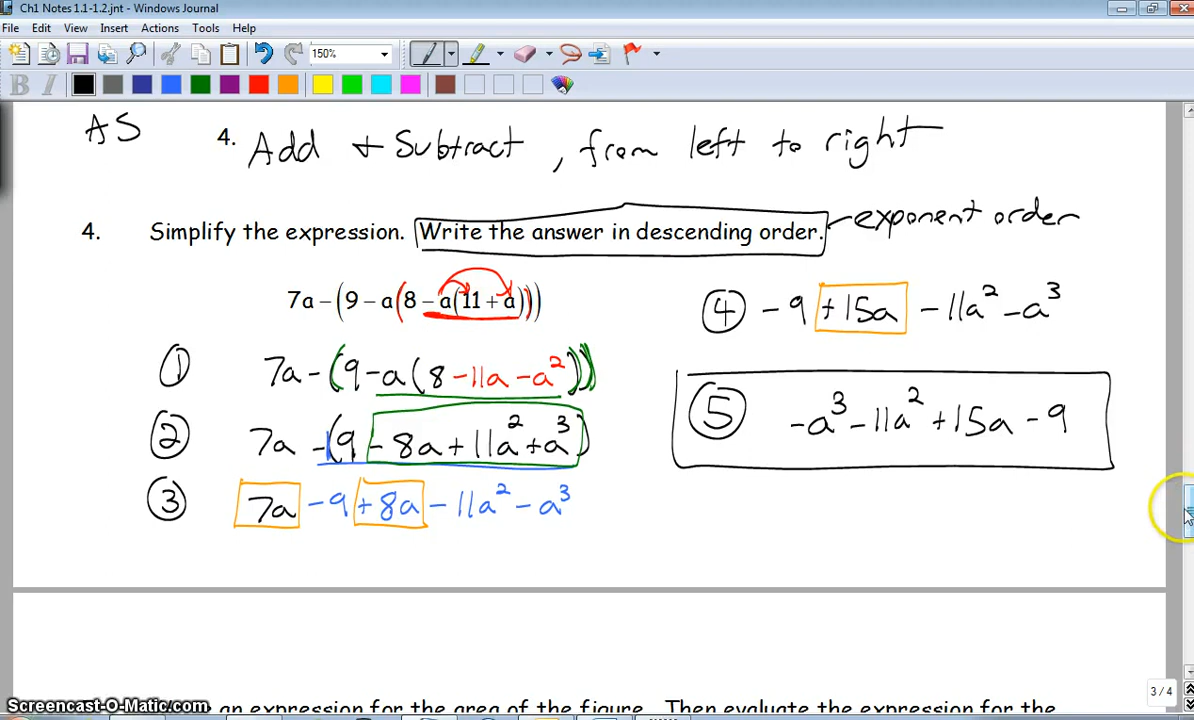 Ch1 Notes 1.1-1.2.jnt - Windows Journal
File Edit View Insert Actions Tools Help
150%
B I
AS 4. Add + Subtract, from left to right
4. Simplify the expression. Write the answer in descending order. exponent order
7a – (9 – a(8 – a(11 + a)))
① 7a - (9 - a(8 - 11a - a²))
② 7a - (9 - 8a + 11a² + a³)
③ 7a - 9 + 8a - 11a² - a³
④ - 9 + 15a - 11a² - a³
⑤ -a³ - 11a² + 15a - 9
3 / 4
an expression for the area of the figure. Then evaluate the expression for the
Screencast-O-Matic.com